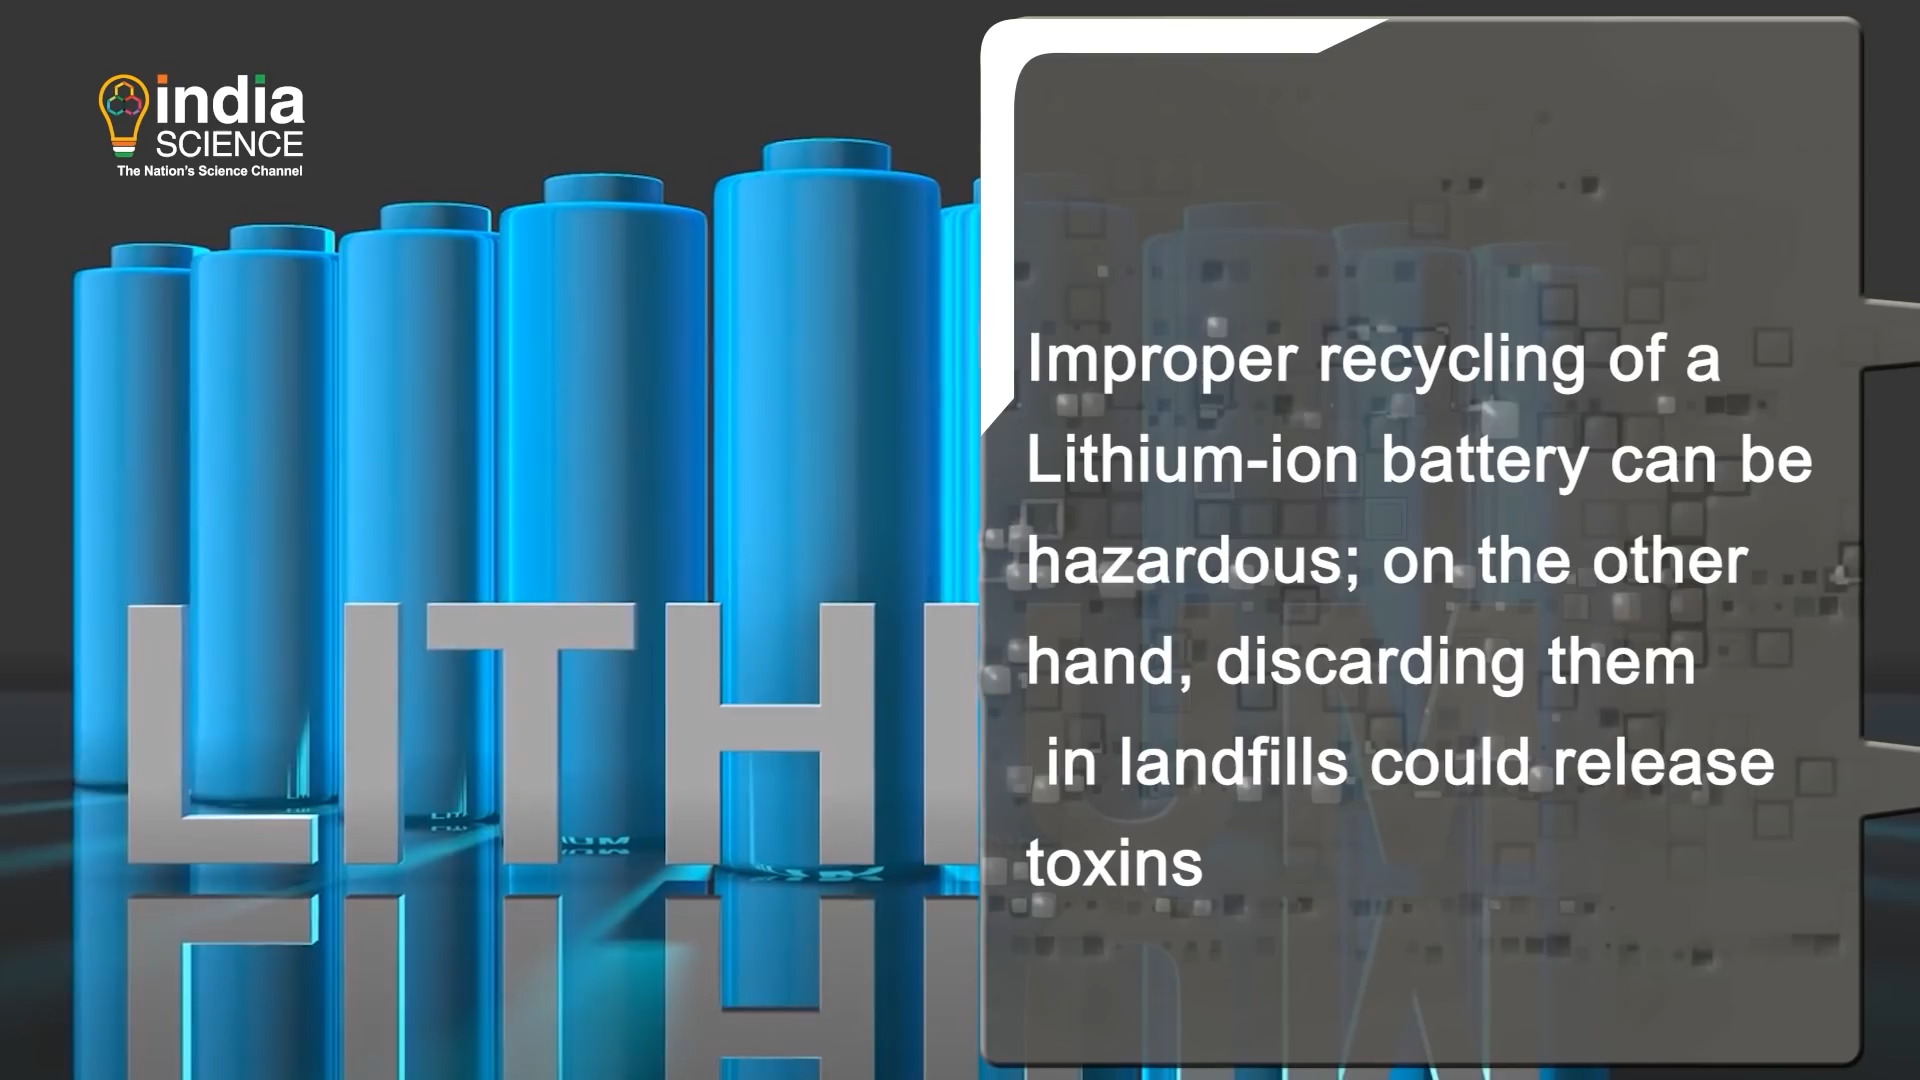 india
SCIENCE
The Nation's Science Channel
Improper recycling of a
Lithium-ion battery can be
hazardous; on the other
hand, discarding them
in landfills could release
toxins
LITHI